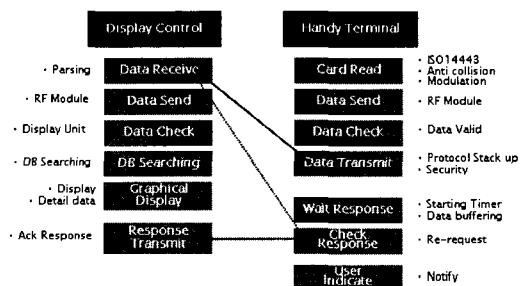 Display Control
Handy Terminal
· Parsing
Data Receive
Card Read
· ISO14443
· Anti collision
· Modulation
· RF Module
Data Send
Data Send
· RF Module
· Display Unit
Data Check
Data Check
· Data Valid
· DB Searching
DB Searching
Data Transmit
· Protocol Stack up
· Security
· Display
· Detail data
Graphical
Display
Wait Response
· Starting Timer
· Data buffering
· Ack Response
Response
Transmit
Check
Response
· Re-request
User
Indicate
· Notify